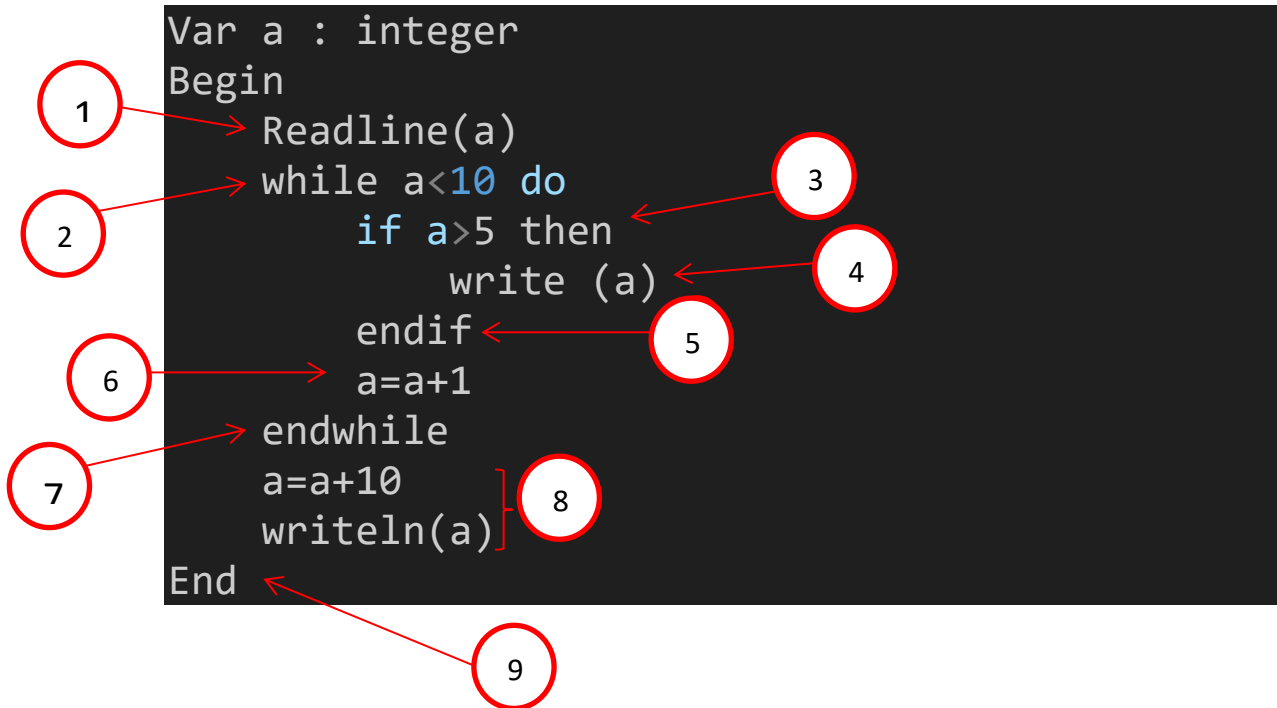 Var a : integer
Begin
1
Readline(a)
while a<10 do
3
2
if a>5 then
write (a)
4
endif
5
6
a=a+1
endwhile
7
a=a+10
8
writeln(a)
End
9